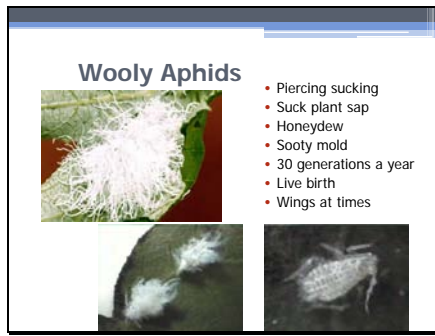 Wooly Aphids
• Piercing sucking
• Suck plant sap
• Honeydew
• Sooty mold
• 30 generations a year
• Live birth
• Wings at times